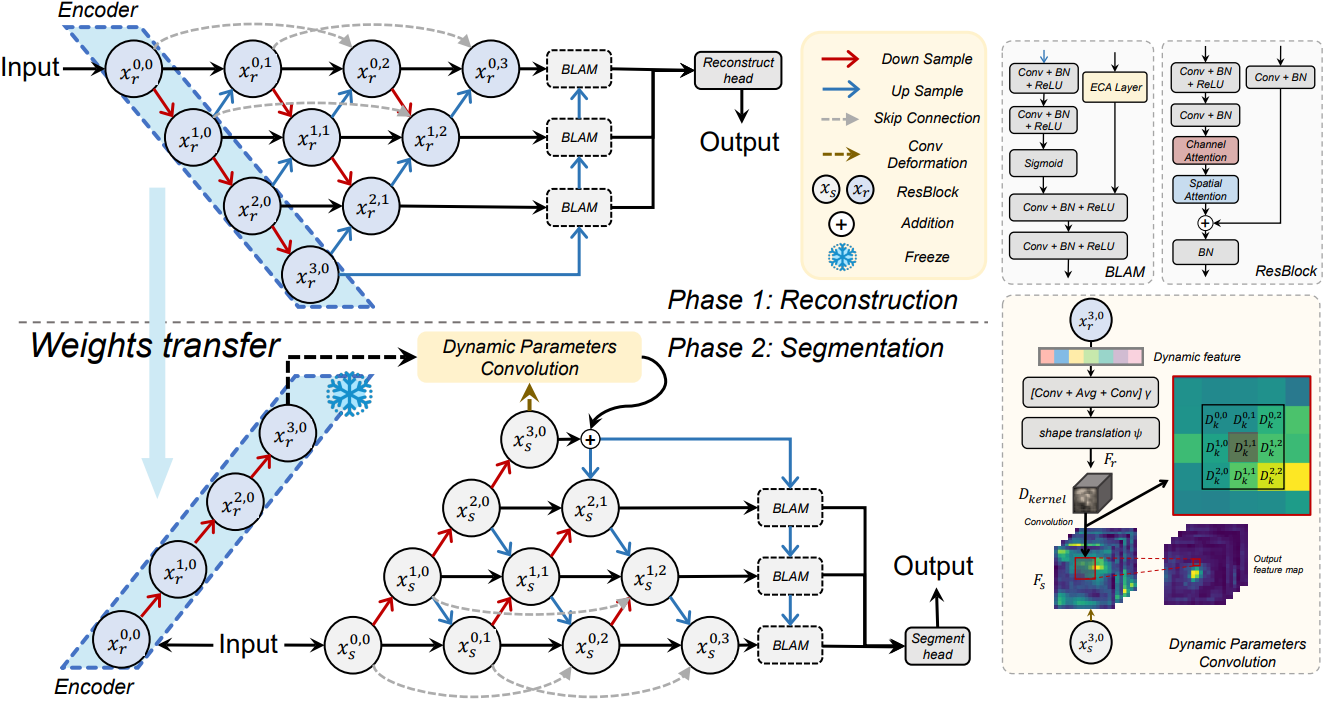 Encoder
Input
x_r^{0,0}
x_r^{0,1}
x_r^{0,2}
x_r^{0,3}
BLAM
Reconstruct
head
x_r^{1,0}
x_r^{1,1}
x_r^{1,2}
BLAM
Output
x_r^{2,0}
x_r^{2,1}
BLAM
x_r^{3,0}
Phase 1: Reconstruction
Down Sample
Up Sample
Skip Connection
Conv
Deformation
x_s
x_r
ResBlock
+
Addition
Freeze
Conv + BN
+ ReLU
ECA Layer
Conv + BN
+ ReLU
Sigmoid
Conv + BN + ReLU
Conv + BN + ReLU
BLAM
Conv + BN
+ ReLU
Conv + BN
Conv + BN
Channel
Attention
Spatial
Attention
+
BN
ResBlock
Weights transfer
Phase 2: Segmentation
Dynamic Parameters
Convolution
x_r^{3,0}
x_s^{3,0}
+
x_r^{2,0}
x_s^{2,0}
x_s^{2,1}
BLAM
x_r^{1,0}
x_s^{1,0}
x_s^{1,1}
x_s^{1,2}
BLAM
Output
x_r^{0,0}
Input
x_s^{0,0}
x_s^{0,1}
x_s^{0,2}
x_s^{0,3}
BLAM
Segment
head
Encoder
x_r^{3,0}
Dynamic feature
[Conv + Avg + Conv] γ
shape translation ψ
F_r
D_kernel
Convolution
D_k^{0,0} D_k^{0,1} D_k^{0,2}
D_k^{1,0} D_k^{1,1} D_k^{1,2}
D_k^{2,0} D_k^{2,1} D_k^{2,2}
F_s
Output
feature map
x_s^{3,0}
Dynamic Parameters
Convolution